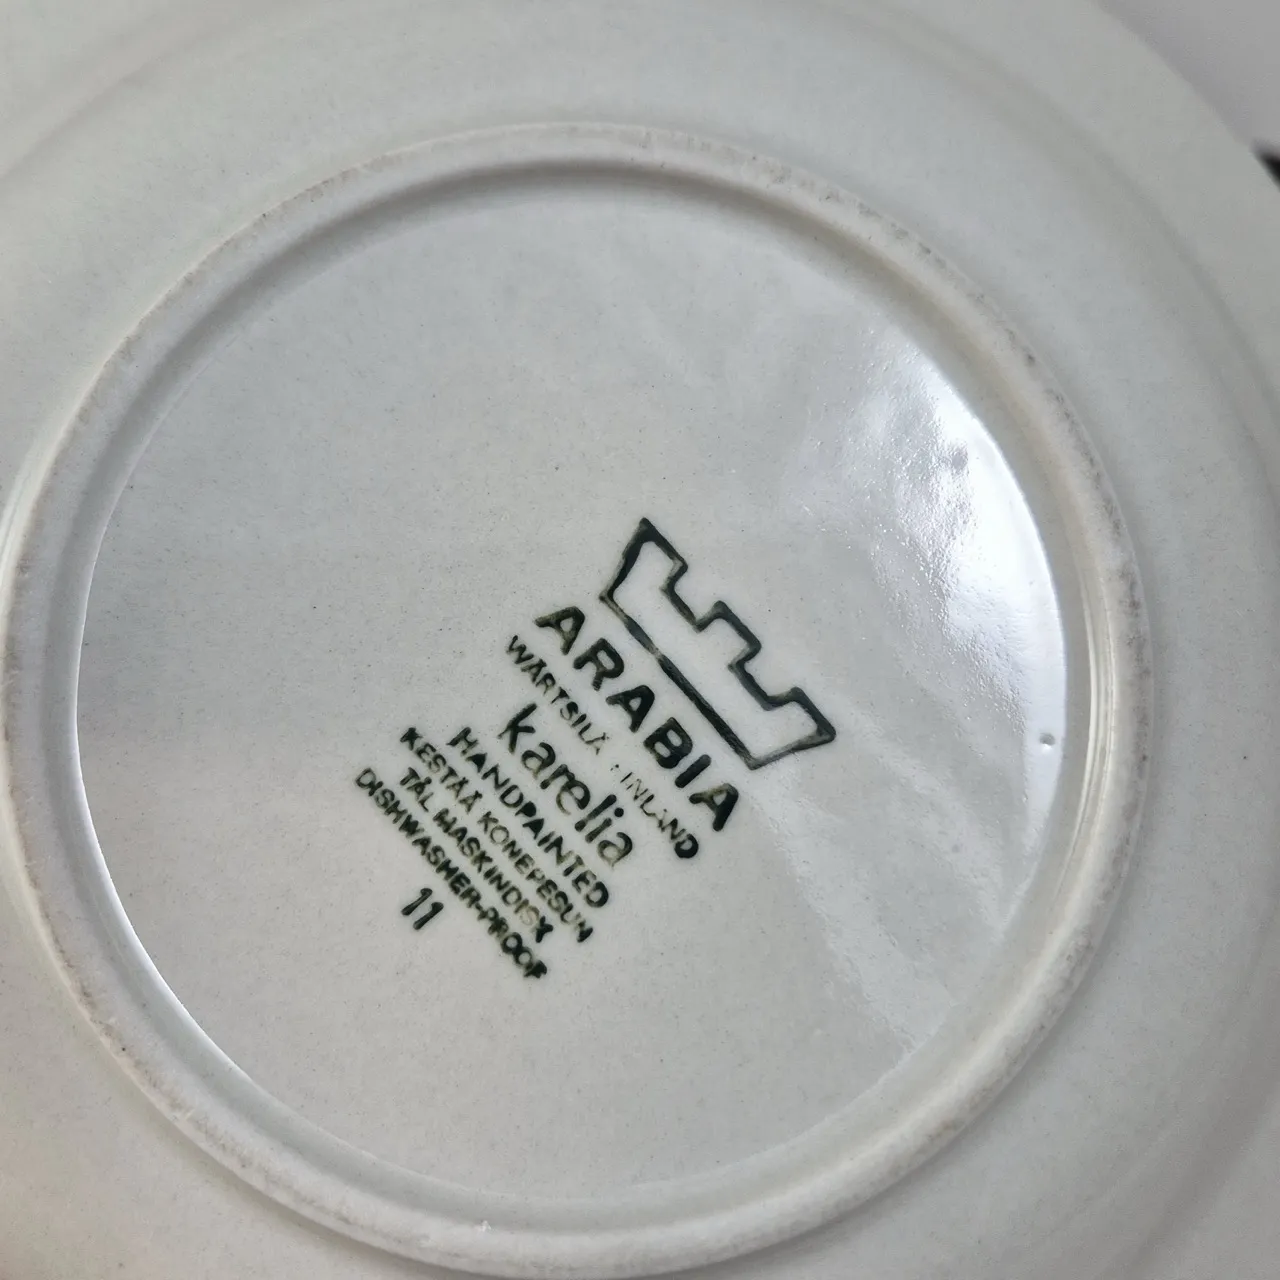 ARABIA
WÄRTSILÄ FINLAND
karelia
HANDPAINTED
KESTÄÄ KONEPESUN
TÅL MASKINDISK
DISHWASHER-PROOF
11